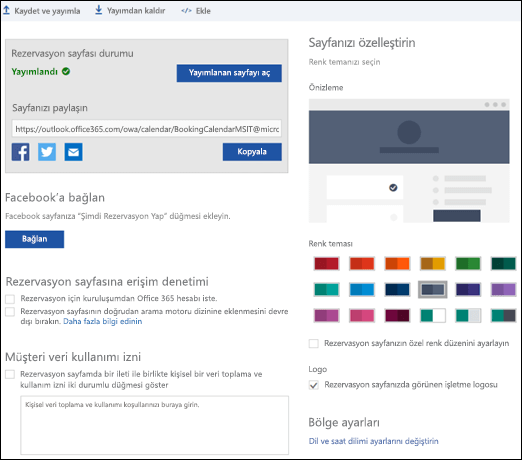 Kaydet ve yayımla
Yayımdan kaldır
</> Ekle
Rezervasyon sayfası durumu
Yayımlandı
Yayımlanan sayfayı aç
Sayfanızı paylaşın
https://outlook.office365.com/owa/calendar/BookingCalendarMSIT@micro
Kopyala
Facebook'a bağlan
Facebook sayfanıza "Şimdi Rezervasyon Yap" düğmesi ekleyin.
Bağlan
Rezervasyon sayfasına erişim denetimi
Rezervasyon için kuruluşumdan Office 365 hesabı iste.
Rezervasyon sayfasının doğrudan arama motoru dizinine eklenmesini devre
dışı bırakın. Daha fazla bilgi edinin
Müşteri veri kullanımı izni
Rezervasyon sayfamda bir ileti ile birlikte kişisel bir veri toplama ve
kullanım izni iki durumlu düğmesi göster
Kişisel veri toplama ve kullanımı koşullarınızı buraya girin.
Sayfanızı özelleştirin
Renk temanızı seçin
Önizleme
Renk teması
Rezervasyon sayfanızın özel renk düzenini ayarlayın
Logo
Rezervasyon sayfanızda görünen işletme logosu
Bölge ayarları
Dil ve saat dilimi ayarlarını değiştirin